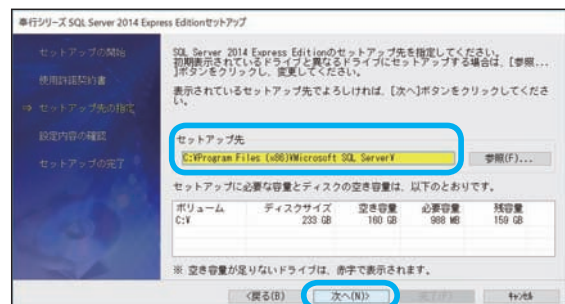 奉行シリーズ SQL Server 2014 Express Editionセットアップ
セットアップの開始
使用許諾契約書
⇒ セットアップ先の指定
設定内容の確認
セットアップの完了
SQL Server 2014 Express Editionのセットアップ先を指定してください。
初期表示されているドライブと異なるドライブにセットアップする場合は、[参照...
]ボタンをクリックし、変更してください。
表示されているセットアップ先でよろしければ、[次へ]ボタンをクリックしてくださ
い。
セットアップ先
C:¥Program Files (x86)¥Microsoft SQL Server¥
参照(F)...
セットアップに必要な容量とディスクの空き容量は、以下のとおりです。
ボリューム ディスクサイズ 空き容量 必要容量 残容量
C:¥ 233 GB 160 GB 988 MB 159 GB
※ 空き容量が足りないドライブは、赤字で表示されます。
<戻る(B) 次へ(N)> 完了(F) キャンセル